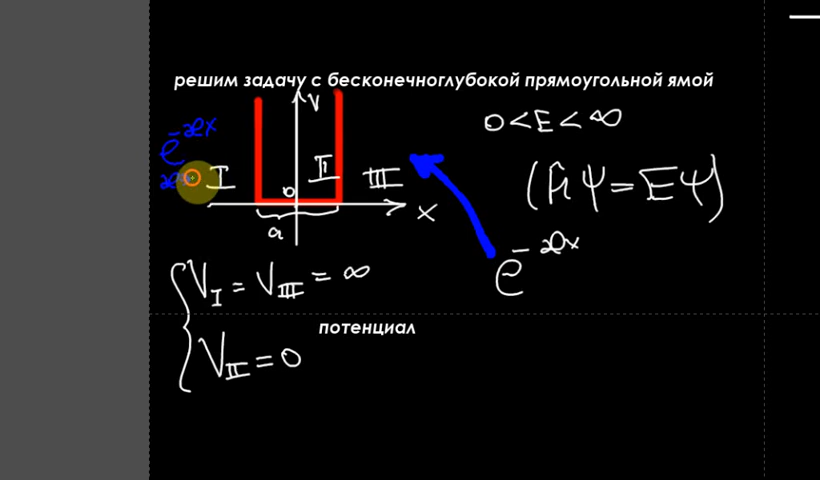 решим задачу с бесконечноглубокой прямоугольной ямой
V
e^-æx
æ
I
II
III
0
x
a
0 < E < ∞
(Ĥψ = Eψ)
e^-æx
V_I = V_III = ∞
потенциал
V_II = 0